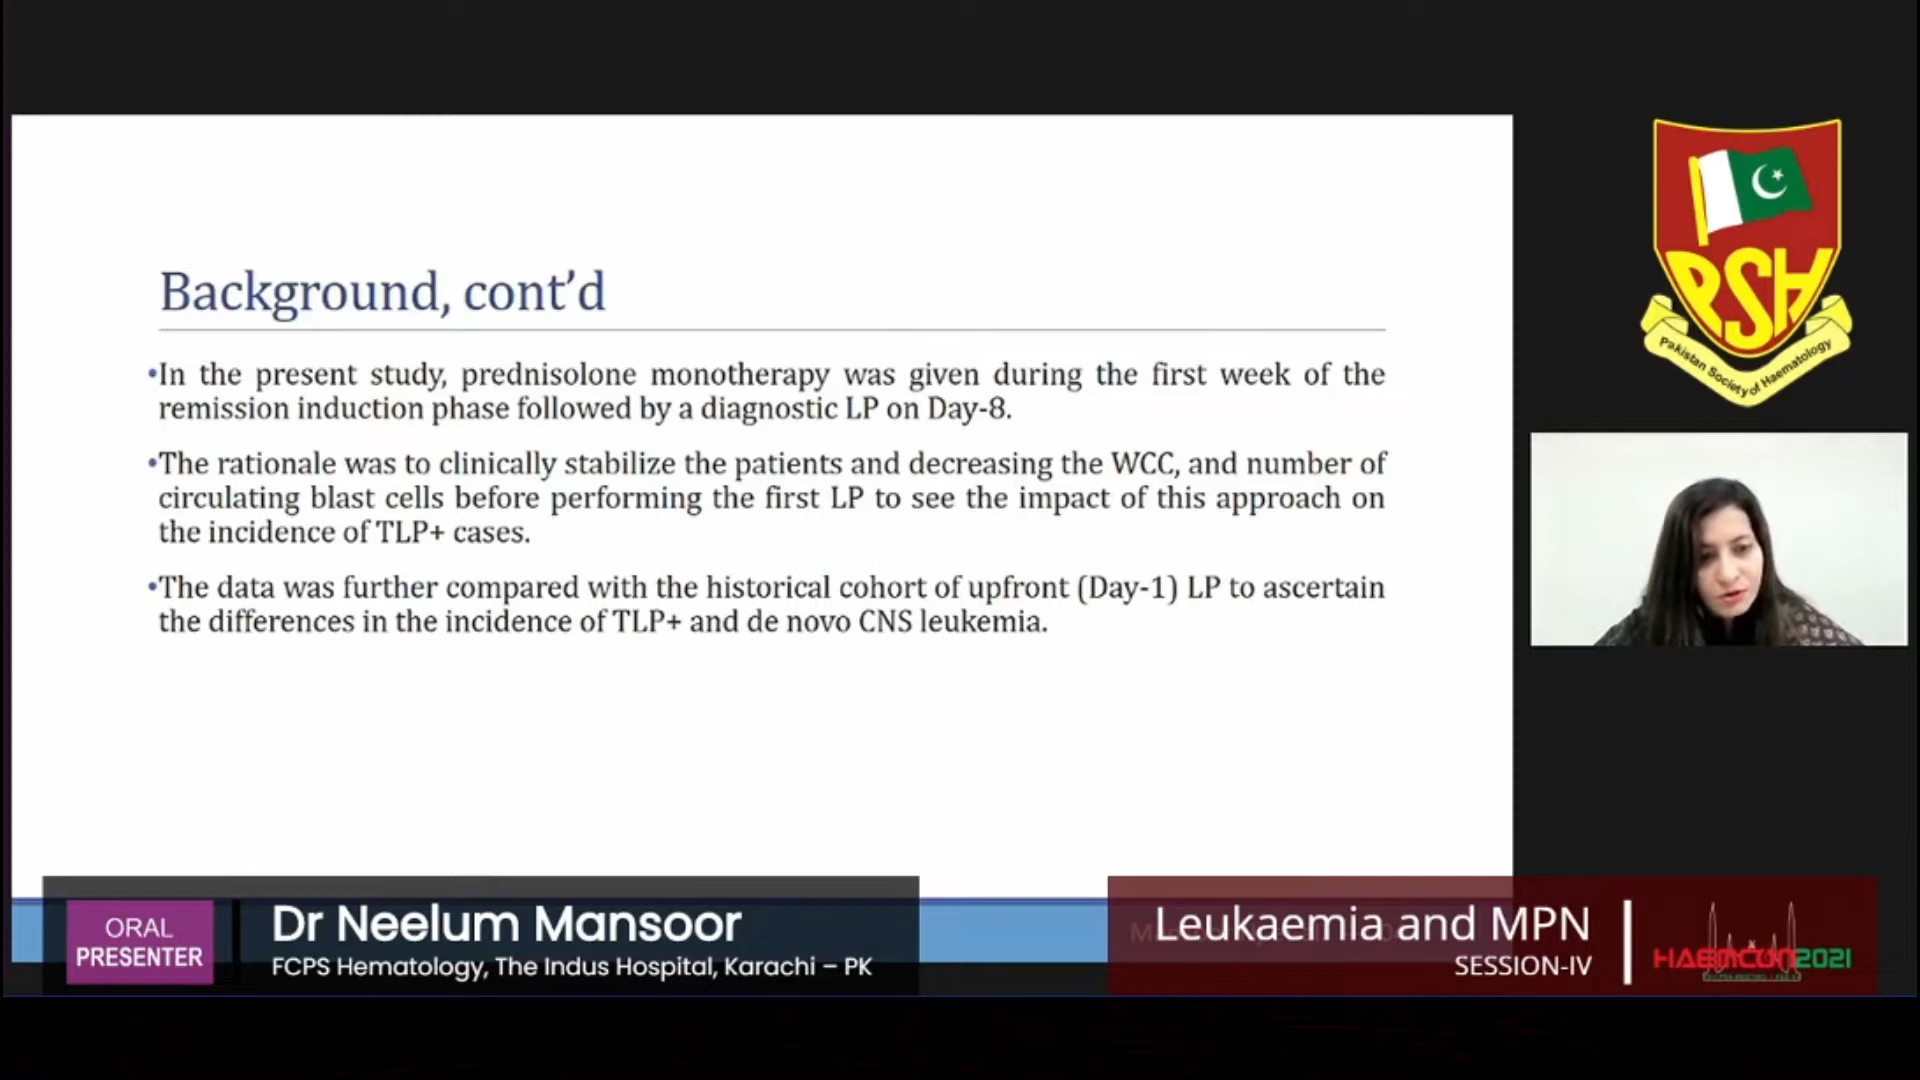 Background, cont’d
•In the present study, prednisolone monotherapy was given during the first week of the
remission induction phase followed by a diagnostic LP on Day-8.
•The rationale was to clinically stabilize the patients and decreasing the WCC, and number of
circulating blast cells before performing the first LP to see the impact of this approach on
the incidence of TLP+ cases.
•The data was further compared with the historical cohort of upfront (Day-1) LP to ascertain
the differences in the incidence of TLP+ and de novo CNS leukemia.
PSH
Pakistan Society of Haematology
ORAL
PRESENTER
Dr Neelum Mansoor
FCPS Hematology, The Indus Hospital, Karachi – PK
Leukaemia and MPN
SESSION-IV
HAEMCON2021